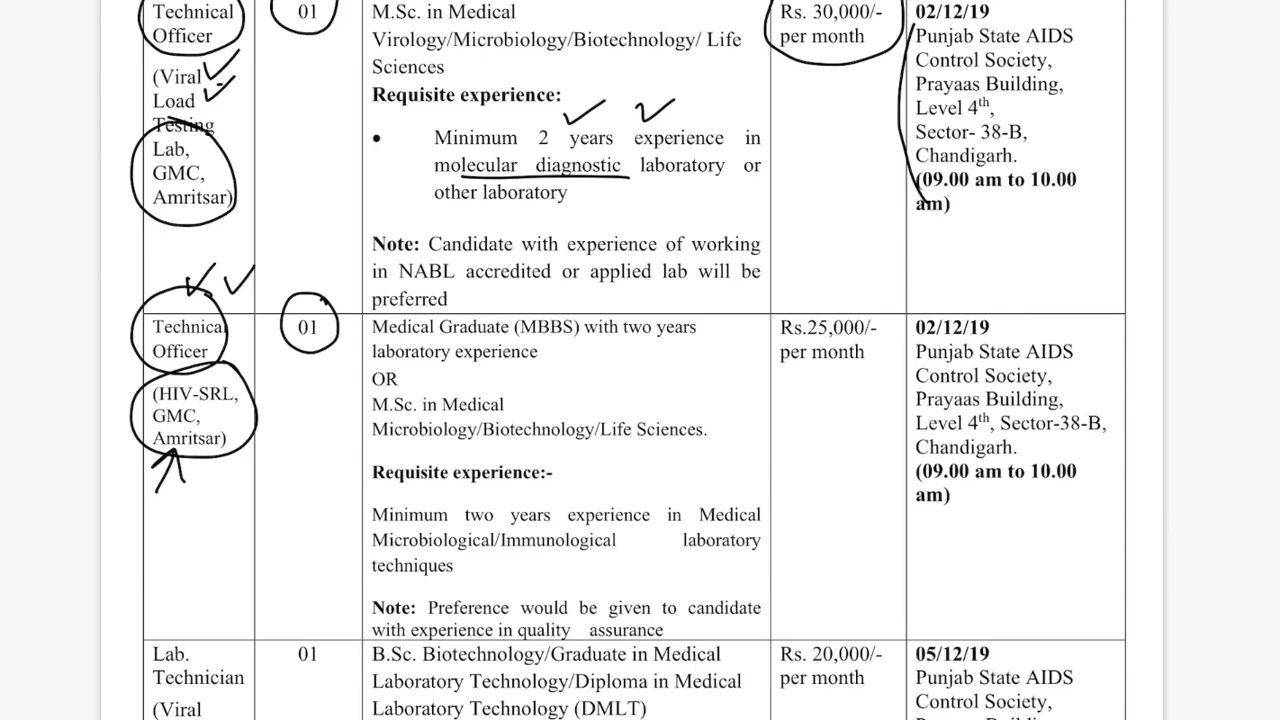 Technical
Officer
(Viral
Load
Testing
Lab,
GMC,
Amritsar)
01
M.Sc. in Medical
Virology/Microbiology/Biotechnology/ Life
Sciences
Requisite experience:
• Minimum 2 years experience in
molecular diagnostic laboratory or
other laboratory
Note: Candidate with experience of working
in NABL accredited or applied lab will be
preferred
Rs. 30,000/-
per month
02/12/19
Punjab State AIDS
Control Society,
Prayaas Building,
Level 4th,
Sector- 38-B,
Chandigarh.
(09.00 am to 10.00
am)
Technical
Officer
(HIV-SRL,
GMC,
Amritsar)
01
Medical Graduate (MBBS) with two years
laboratory experience
OR
M.Sc. in Medical
Microbiology/Biotechnology/Life Sciences.
Requisite experience:-
Minimum two years experience in Medical
Microbiological/Immunological laboratory
techniques
Note: Preference would be given to candidate
with experience in quality assurance
Rs.25,000/-
per month
02/12/19
Punjab State AIDS
Control Society,
Prayaas Building,
Level 4th, Sector-38-B,
Chandigarh.
(09.00 am to 10.00
am)
Lab.
Technician
(Viral
01
B.Sc. Biotechnology/Graduate in Medical
Laboratory Technology/Diploma in Medical
Laboratory Technology (DMLT)
Rs. 20,000/-
per month
05/12/19
Punjab State AIDS
Control Society,